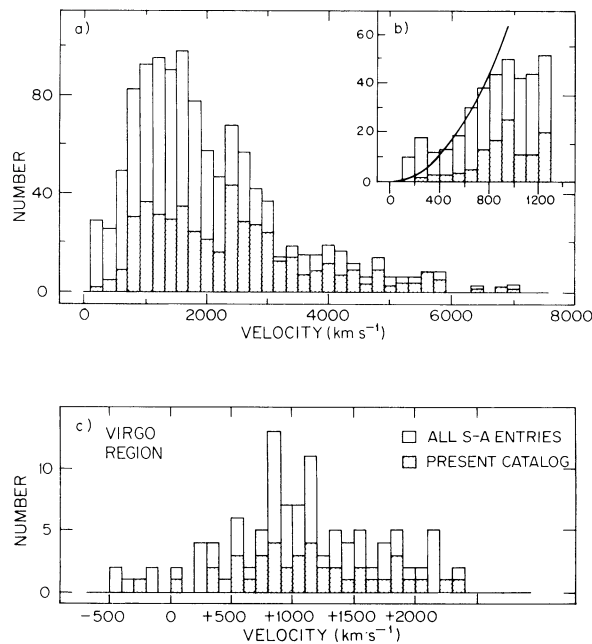 a)
80
40
0
NUMBER
0 2000 4000 6000 8000
VELOCITY (km s⁻¹)
b)
60
40
20
0
0 400 800 1200
c) VIRGO
REGION
ALL S-A ENTRIES
PRESENT CATALOG
10
5
0
NUMBER
−500 0 +500 +1000 +1500 +2000
VELOCITY (km·s⁻¹)